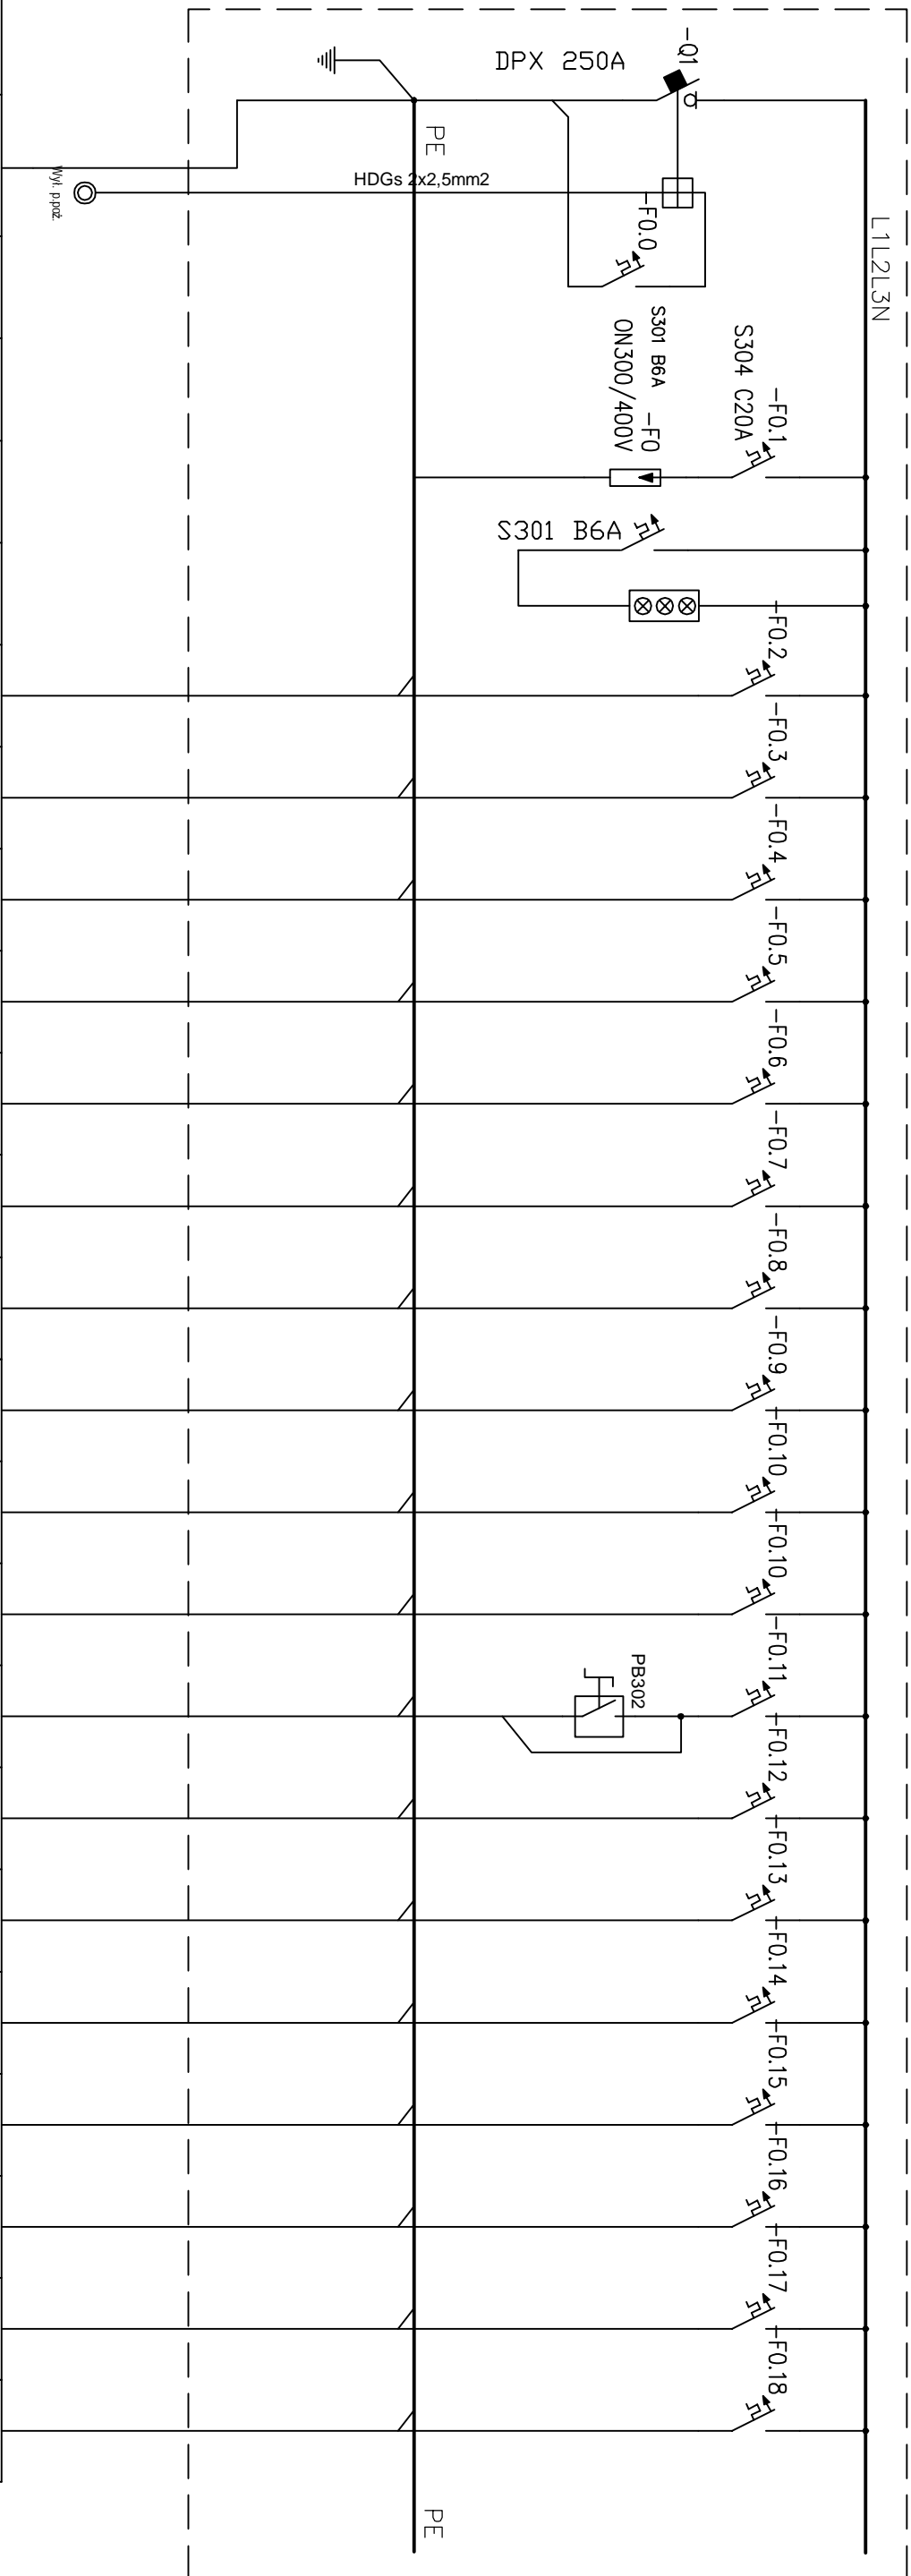 -Q1
DPX 250A
PE
HDGs 2x2,5mm2
Wył. p.poż.
-F0.0
S301 B6A
L1L2L3N
-F0.1
S304 C20A
-F0
ON300/400V
S301 B6A
-F0.2
-F0.3
-F0.4
-F0.5
-F0.6
-F0.7
-F0.8
-F0.9
-F0.10
-F0.10
-F0.11
PB302
-F0.12
-F0.13
-F0.14
-F0.15
-F0.16
-F0.17
-F0.18
PE